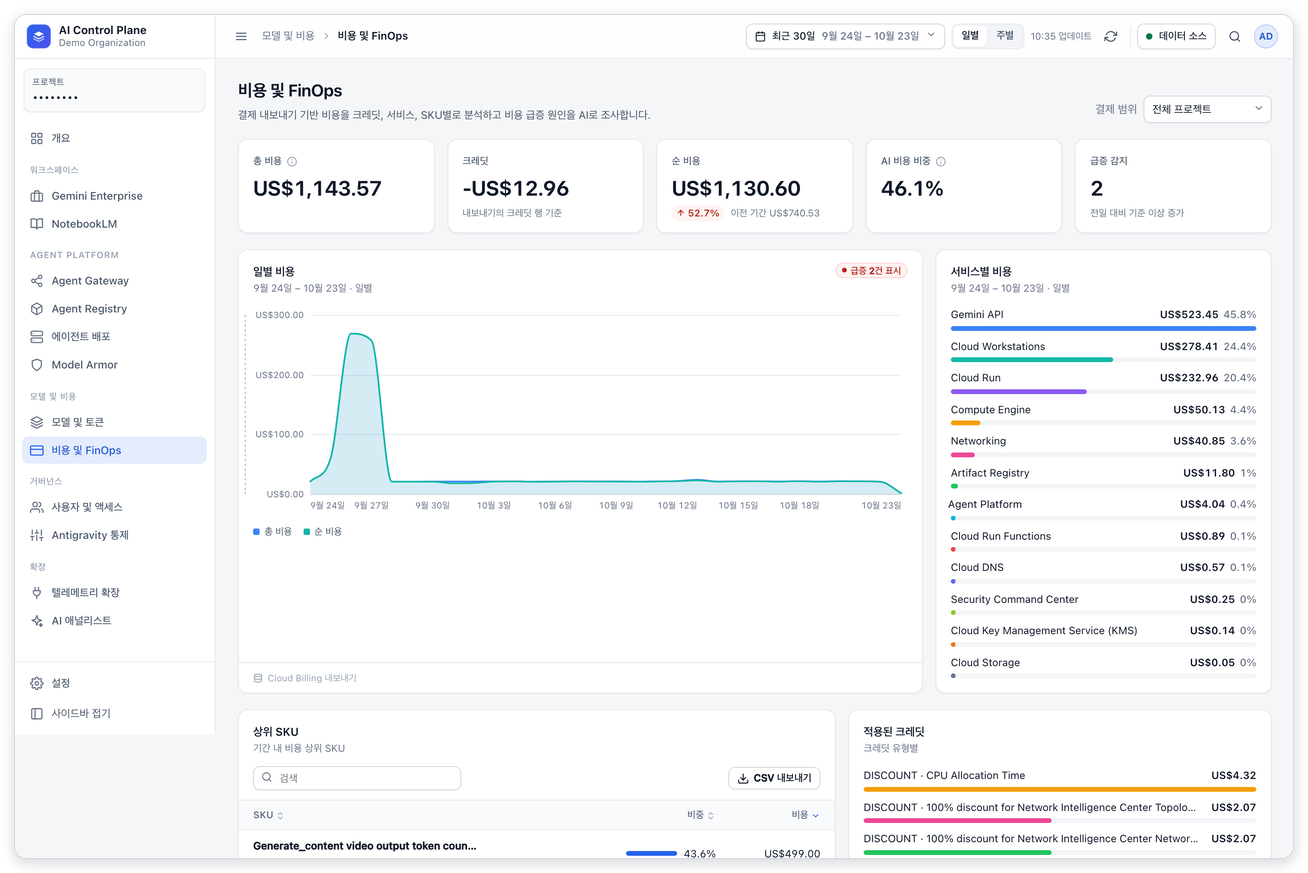 AI Control Plane
Demo Organization
프로젝트
••••••••
개요
워크스페이스
Gemini Enterprise
NotebookLM
AGENT PLATFORM
Agent Gateway
Agent Registry
에이전트 배포
Model Armor
모델 및 비용
모델 및 토큰
비용 및 FinOps
거버넌스
사용자 및 액세스
Antigravity 통제
확장
텔레메트리 확장
AI 애널리스트
설정
사이드바 접기
모델 및 비용 > 비용 및 FinOps
최근 30일 9월 24일 – 10월 23일
일별 주별
10:35 업데이트
데이터 소스
AD
비용 및 FinOps
결제 내보내기 기반 비용을 크레딧, 서비스, SKU별로 분석하고 비용 급증 원인을 AI로 조사합니다.
결제 범위 전체 프로젝트
총 비용
US$1,143.57
크레딧
-US$12.96
내보내기의 크레딧 행 기준
순 비용
US$1,130.60
↑ 52.7% 이전 기간 US$740.53
AI 비용 비중
46.1%
급증 감지
2
전일 대비 기준 이상 증가
일별 비용
9월 24일 – 10월 23일 · 일별
급증 2건 표시
US$300.00
US$200.00
US$100.00
US$0.00
9월 24일 9월 27일 9월 30일 10월 3일 10월 6일 10월 9일 10월 12일 10월 15일 10월 18일 10월 23일
총 비용 순 비용
Cloud Billing 내보내기
서비스별 비용
9월 24일 – 10월 23일 · 일별
Gemini API US$523.45 45.8%
Cloud Workstations US$278.41 24.4%
Cloud Run US$232.96 20.4%
Compute Engine US$50.13 4.4%
Networking US$40.85 3.6%
Artifact Registry US$11.80 1%
Agent Platform US$4.04 0.4%
Cloud Run Functions US$0.89 0.1%
Cloud DNS US$0.57 0.1%
Security Command Center US$0.25 0%
Cloud Key Management Service (KMS) US$0.14 0%
Cloud Storage US$0.05 0%
상위 SKU
기간 내 비용 상위 SKU
검색
CSV 내보내기
SKU 비중 비용
Generate_content video output token coun...
43.6% US$499.00
적용된 크레딧
크레딧 유형별
DISCOUNT · CPU Allocation Time US$4.32
DISCOUNT · 100% discount for Network Intelligence Center Topolo... US$2.07
DISCOUNT · 100% discount for Network Intelligence Center Networ... US$2.07